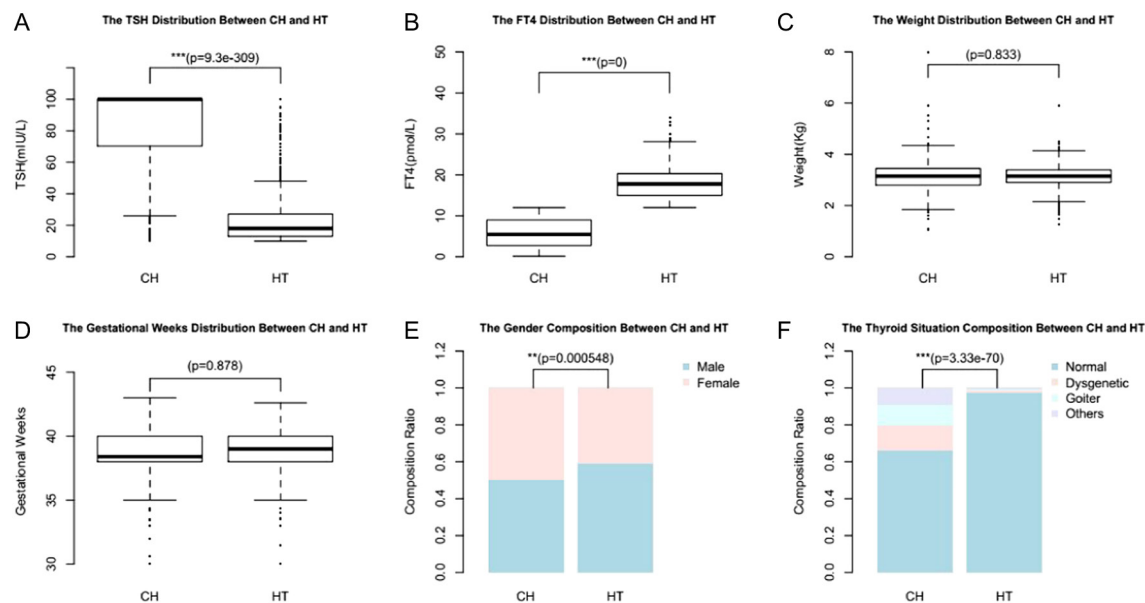 A
The TSH Distribution Between CH and HT
***(p=9.3e-309)
TSH(mIU/L)
100
80
60
40
20
0
CH
HT
B
The FT4 Distribution Between CH and HT
***(p=0)
FT4(pmol/L)
50
40
30
20
10
0
CH
HT
C
The Weight Distribution Between CH and HT
(p=0.833)
Weight(Kg)
8
6
4
2
0
CH
HT
D
The Gestational Weeks Distribution Between CH and HT
(p=0.878)
Gestational Weeks
45
40
35
30
CH
HT
E
The Gender Composition Between CH and HT
**(p=0.000548)
Male
Female
Composition Ratio
1.2
1.0
0.8
0.6
0.4
0.2
0.0
CH
HT
F
The Thyroid Situation Composition Between CH and HT
***(p=3.33e-70)
Normal
Dysgenetic
Goiter
Others
Composition Ratio
1.2
1.0
0.8
0.6
0.4
0.2
0.0
CH
HT